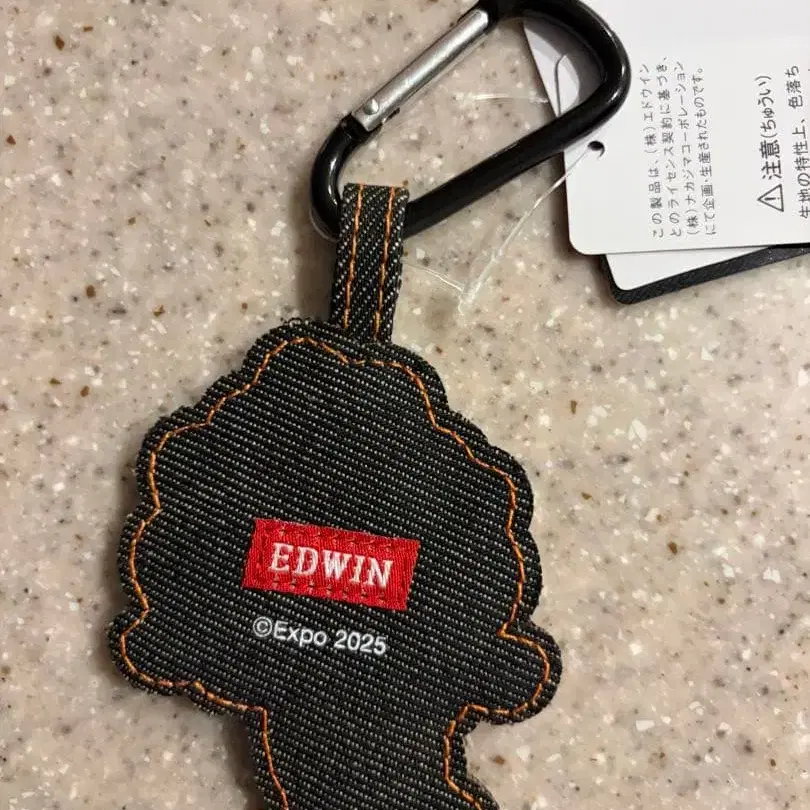 この製品は、(株)エドウイン
とのライセンス契約に基づき、
(株)ナカジマコーポレーション
にて企画・生産されたものです。
⚠注意(ちゅうい)
生地の特性上、色落ち
EDWIN
©Expo 2025